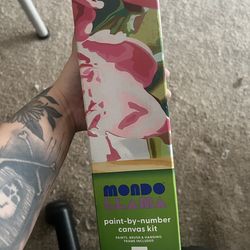 MONDO
LLAMA
paint-by-number
canvas kit
PAINTS, BRUSH & HANGING
FRAME INCLUDED